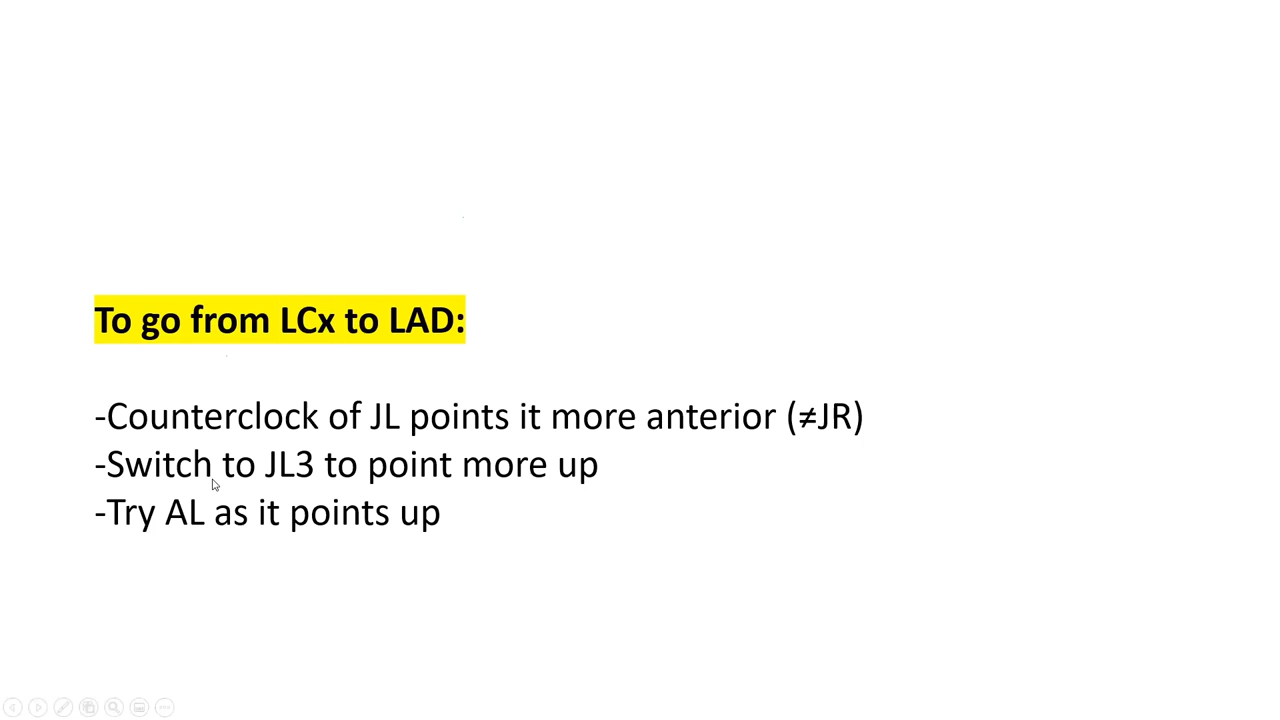 To go from LCx to LAD:
-Counterclock of JL points it more anterior (≠JR)
-Switch to JL3 to point more up
-Try AL as it points up